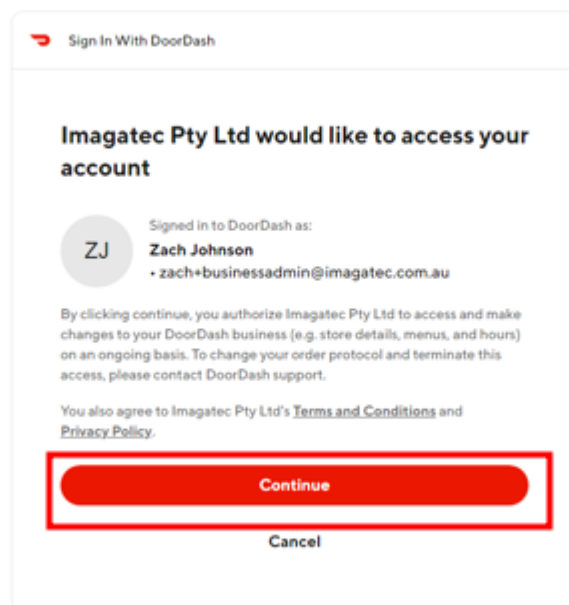 Sign In With DoorDash
Imagatec Pty Ltd would like to access your
account
ZJ
Signed in to DoorDash as:
Zach Johnson
• zach+businessadmin@imagatec.com.au
By clicking continue, you authorize Imagatec Pty Ltd to access and make
changes to your DoorDash business (e.g. store details, menus, and hours)
on an ongoing basis. To change your order protocol and terminate this
access, please contact DoorDash support.
You also agree to Imagatec Pty Ltd's Terms and Conditions and
Privacy Policy.
Continue
Cancel